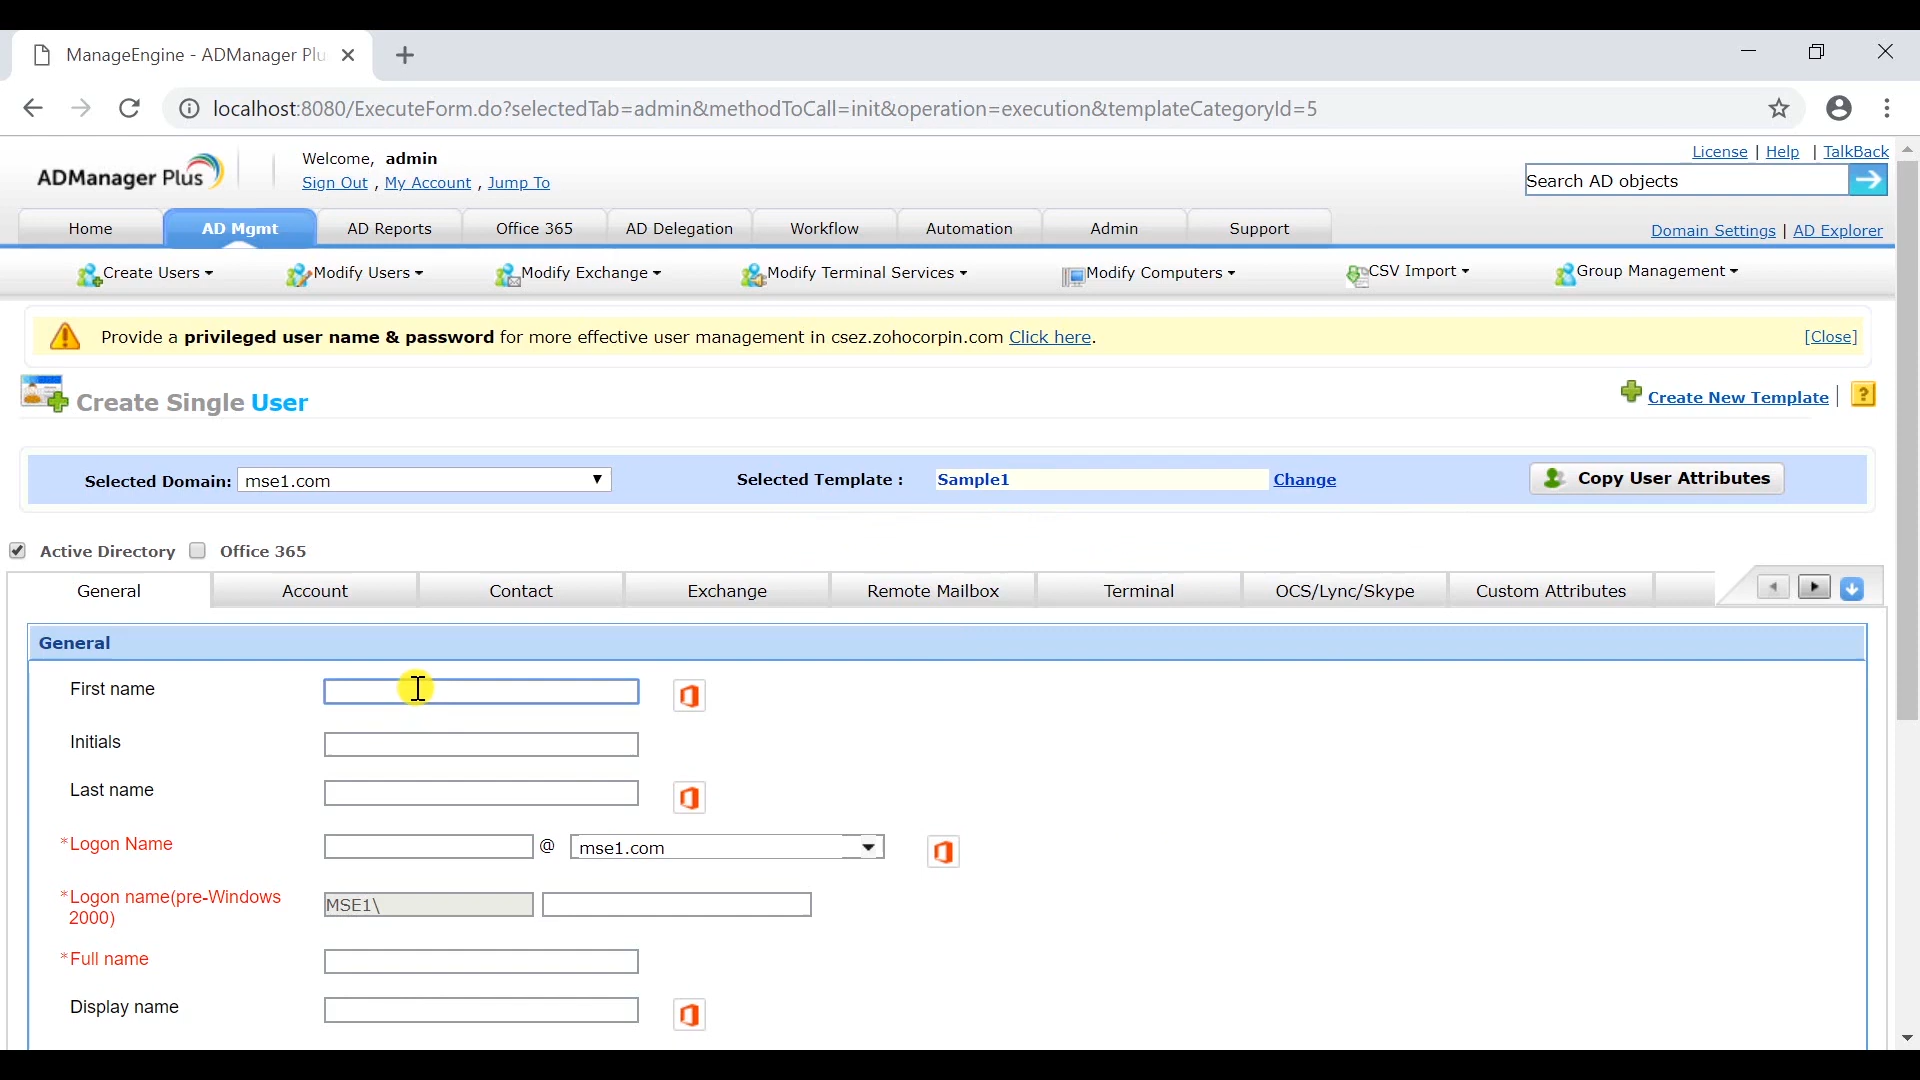 ManageEngine - ADManager Plu
localhost:8080/ExecuteForm.do?selectedTab=admin&methodToCall=init&operation=execution&templateCategoryId=5
ADManager Plus
Welcome, admin
Sign Out , My Account , Jump To
License | Help | TalkBack
Search AD objects
Home AD Mgmt AD Reports Office 365 AD Delegation Workflow Automation Admin Support
Domain Settings | AD Explorer
Create Users Modify Users Modify Exchange Modify Terminal Services Modify Computers CSV Import Group Management
Provide a privileged user name & password for more effective user management in csez.zohocorpin.com Click here. [Close]
Create Single User
Create New Template | ?
Selected Domain: mse1.com Selected Template : Sample1 Change Copy User Attributes
Active Directory Office 365
General Account Contact Exchange Remote Mailbox Terminal OCS/Lync/Skype Custom Attributes
General
First name
Initials
Last name
*Logon Name @ mse1.com
*Logon name(pre-Windows
2000) MSE1\
*Full name
Display name